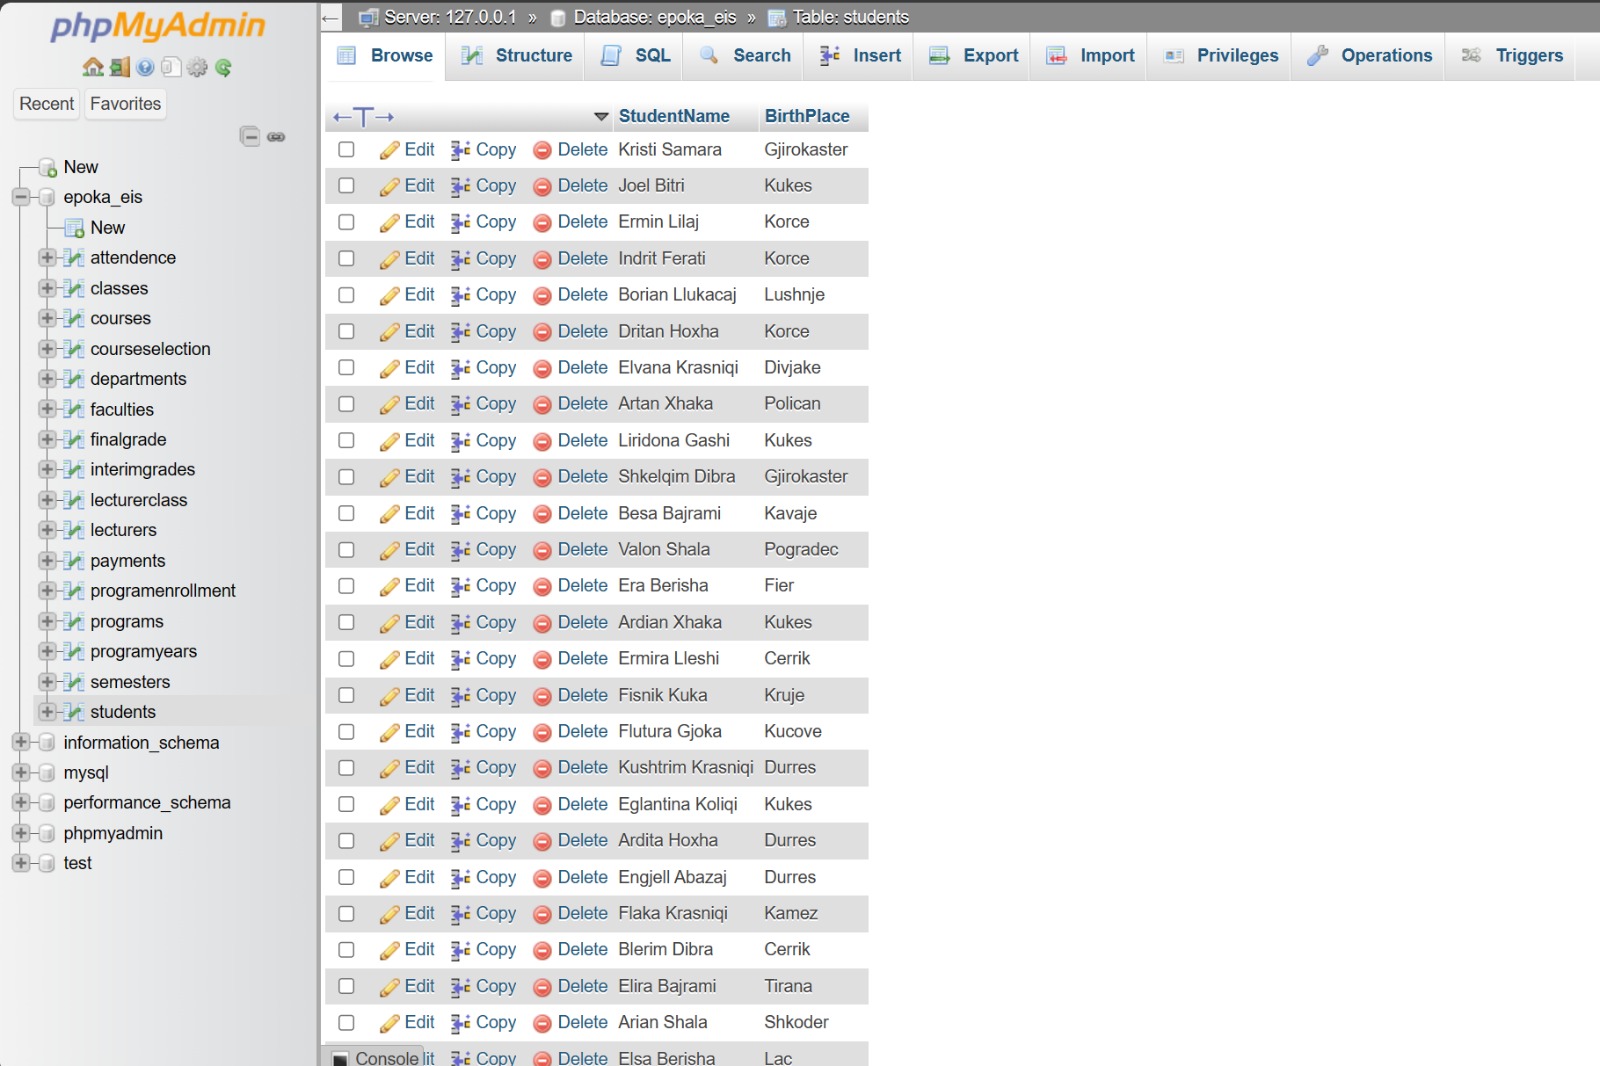 phpMyAdmin
Recent Favorites
New
epoka_eis
New
attendence
classes
courses
courseselection
departments
faculties
finalgrade
interimgrades
lecturerclass
lecturers
payments
programenrollment
programs
programyears
semesters
students
information_schema
mysql
performance_schema
phpmyadmin
test
Server: 127.0.0.1 » Database: epoka_eis » Table: students
Browse Structure SQL Search Insert Export Import Privileges Operations Triggers
←T→ StudentName BirthPlace
Edit Copy Delete Kristi Samara Gjirokaster
Edit Copy Delete Joel Bitri Kukes
Edit Copy Delete Ermin Lilaj Korce
Edit Copy Delete Indrit Ferati Korce
Edit Copy Delete Borian Llukacaj Lushnje
Edit Copy Delete Dritan Hoxha Korce
Edit Copy Delete Elvana Krasniqi Divjake
Edit Copy Delete Artan Xhaka Polican
Edit Copy Delete Liridona Gashi Kukes
Edit Copy Delete Shkelqim Dibra Gjirokaster
Edit Copy Delete Besa Bajrami Kavaje
Edit Copy Delete Valon Shala Pogradec
Edit Copy Delete Era Berisha Fier
Edit Copy Delete Ardian Xhaka Kukes
Edit Copy Delete Ermira Lleshi Cerrik
Edit Copy Delete Fisnik Kuka Kruje
Edit Copy Delete Flutura Gjoka Kucove
Edit Copy Delete Kushtrim Krasniqi Durres
Edit Copy Delete Eglantina Koliqi Kukes
Edit Copy Delete Ardita Hoxha Durres
Edit Copy Delete Engjell Abazaj Durres
Edit Copy Delete Flaka Krasniqi Kamez
Edit Copy Delete Blerim Dibra Cerrik
Edit Copy Delete Elira Bajrami Tirana
Edit Copy Delete Arian Shala Shkoder
Console it Copy Delete Elsa Berisha Lac